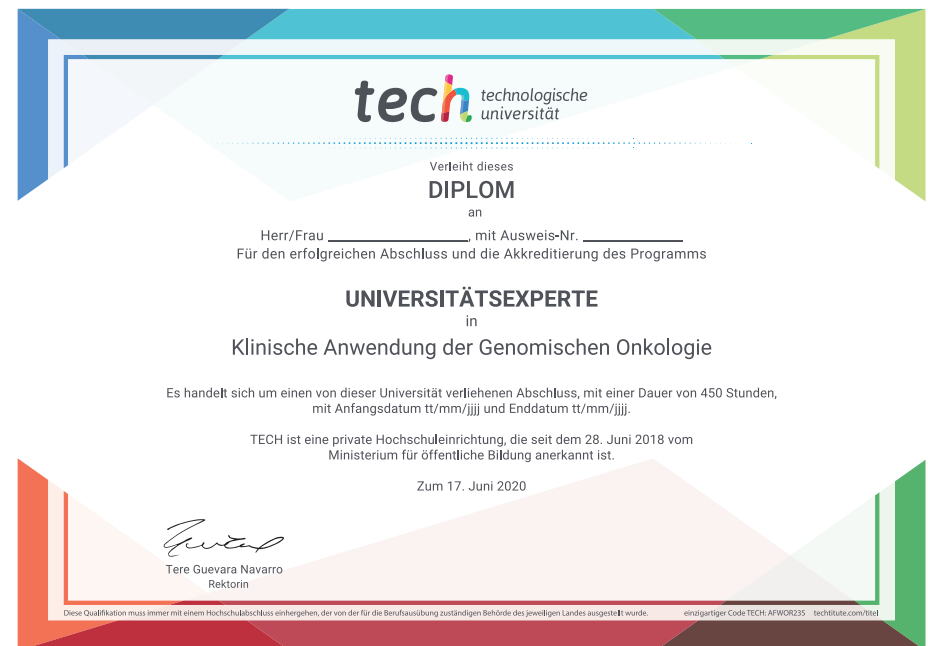 tech technologische
universität
Verleiht dieses
DIPLOM
an
Herr/Frau ____________________, mit Ausweis-Nr. ______________
Für den erfolgreichen Abschluss und die Akkreditierung des Programms
UNIVERSITÄTSEXPERTE
in
Klinische Anwendung der Genomischen Onkologie
Es handelt sich um einen von dieser Universität verliehenen Abschluss, mit einer Dauer von 450 Stunden,
mit Anfangsdatum tt/mm/jjjj und Enddatum tt/mm/jjjj.
TECH ist eine private Hochschuleinrichtung, die seit dem 28. Juni 2018 vom
Ministerium für öffentliche Bildung anerkannt ist.
Zum 17. Juni 2020
Tere Guevara Navarro
Rektorin
Diese Qualifikation muss immer mit einem Hochschulabschluss einhergehen, der von der für die Berufsausübung zuständigen Behörde des jeweiligen Landes ausgestellt wurde. einzigartiger Code TECH: AFWOR235 techtitute.com/titel